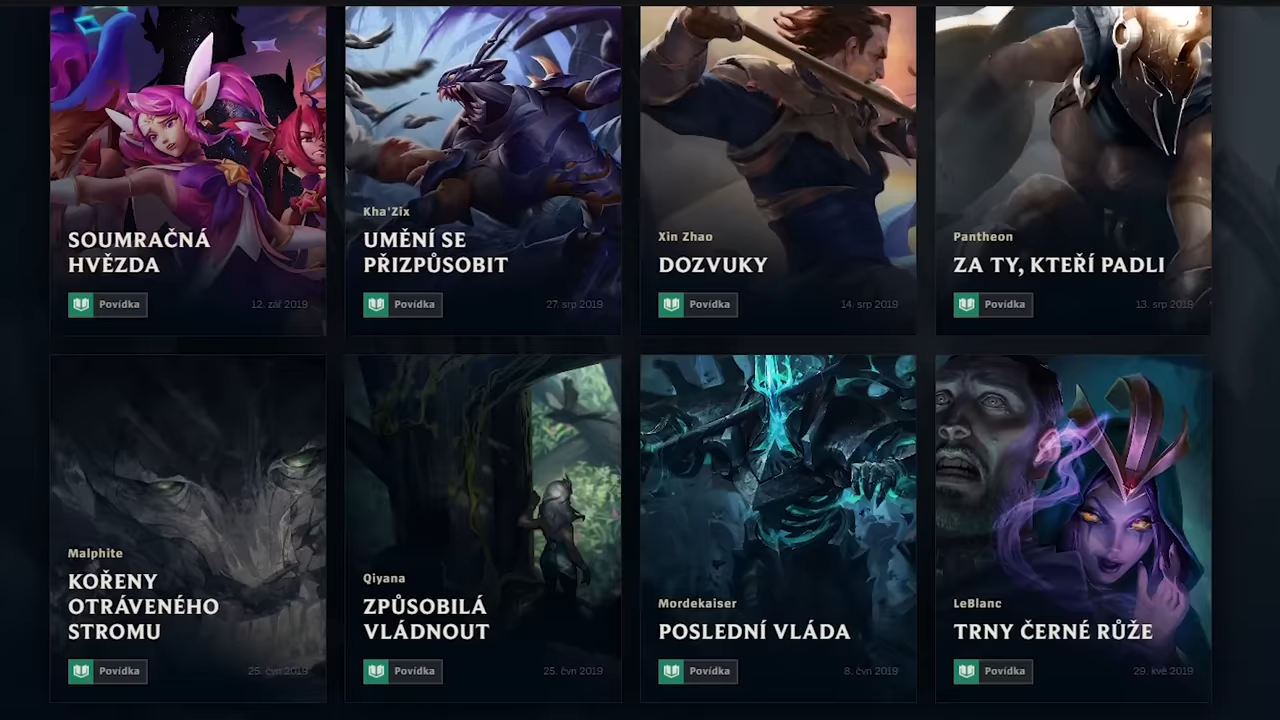 SOUMRAČNÁ
HVĚZDA
Povídka
12. zář 2019
Kha'Zix
UMĚNÍ SE
PŘIZPŮSOBIT
Povídka
27. srp 2019
Xin Zhao
DOZVUKY
Povídka
14. srp 2019
Pantheon
ZA TY, KTEŘÍ PADLI
Povídka
13. srp 2019
Malphite
KOŘENY
OTRÁVENÉHO
STROMU
Povídka
25. čvn 2019
Qiyana
ZPŮSOBILÁ
VLÁDNOUT
Povídka
25. čvn 2019
Mordekaiser
POSLEDNÍ VLÁDA
Povídka
8. čvn 2019
LeBlanc
TRNY ČERNÉ RŮŽE
Povídka
29. kvě 2019